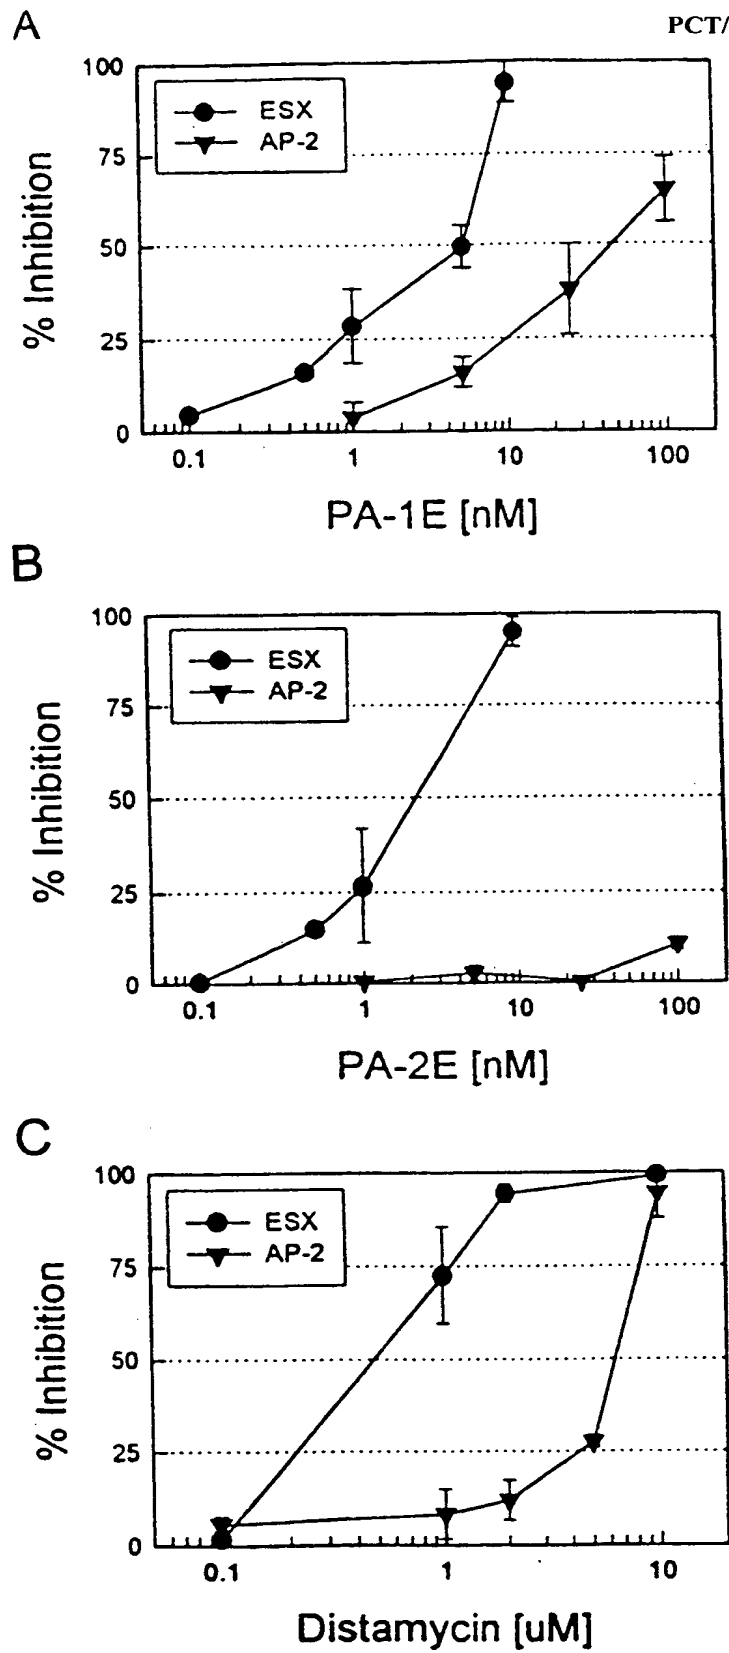 A
PCT/
100
75
50
25
0
% Inhibition
ESX
AP-2
0.1 1 10 100
PA-1E [nM]
B
100
75
50
25
0
% Inhibition
ESX
AP-2
0.1 1 10 100
PA-2E [nM]
C
100
75
50
25
0
% Inhibition
ESX
AP-2
0.1 1 10
Distamycin [uM]